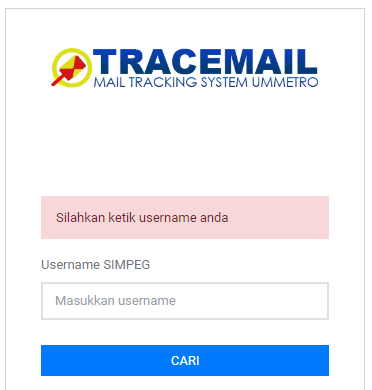 TRACEMAIL
MAIL TRACKING SYSTEM UMMETRO
Silahkan ketik username anda
Username SIMPEG
Masukkan username
CARI